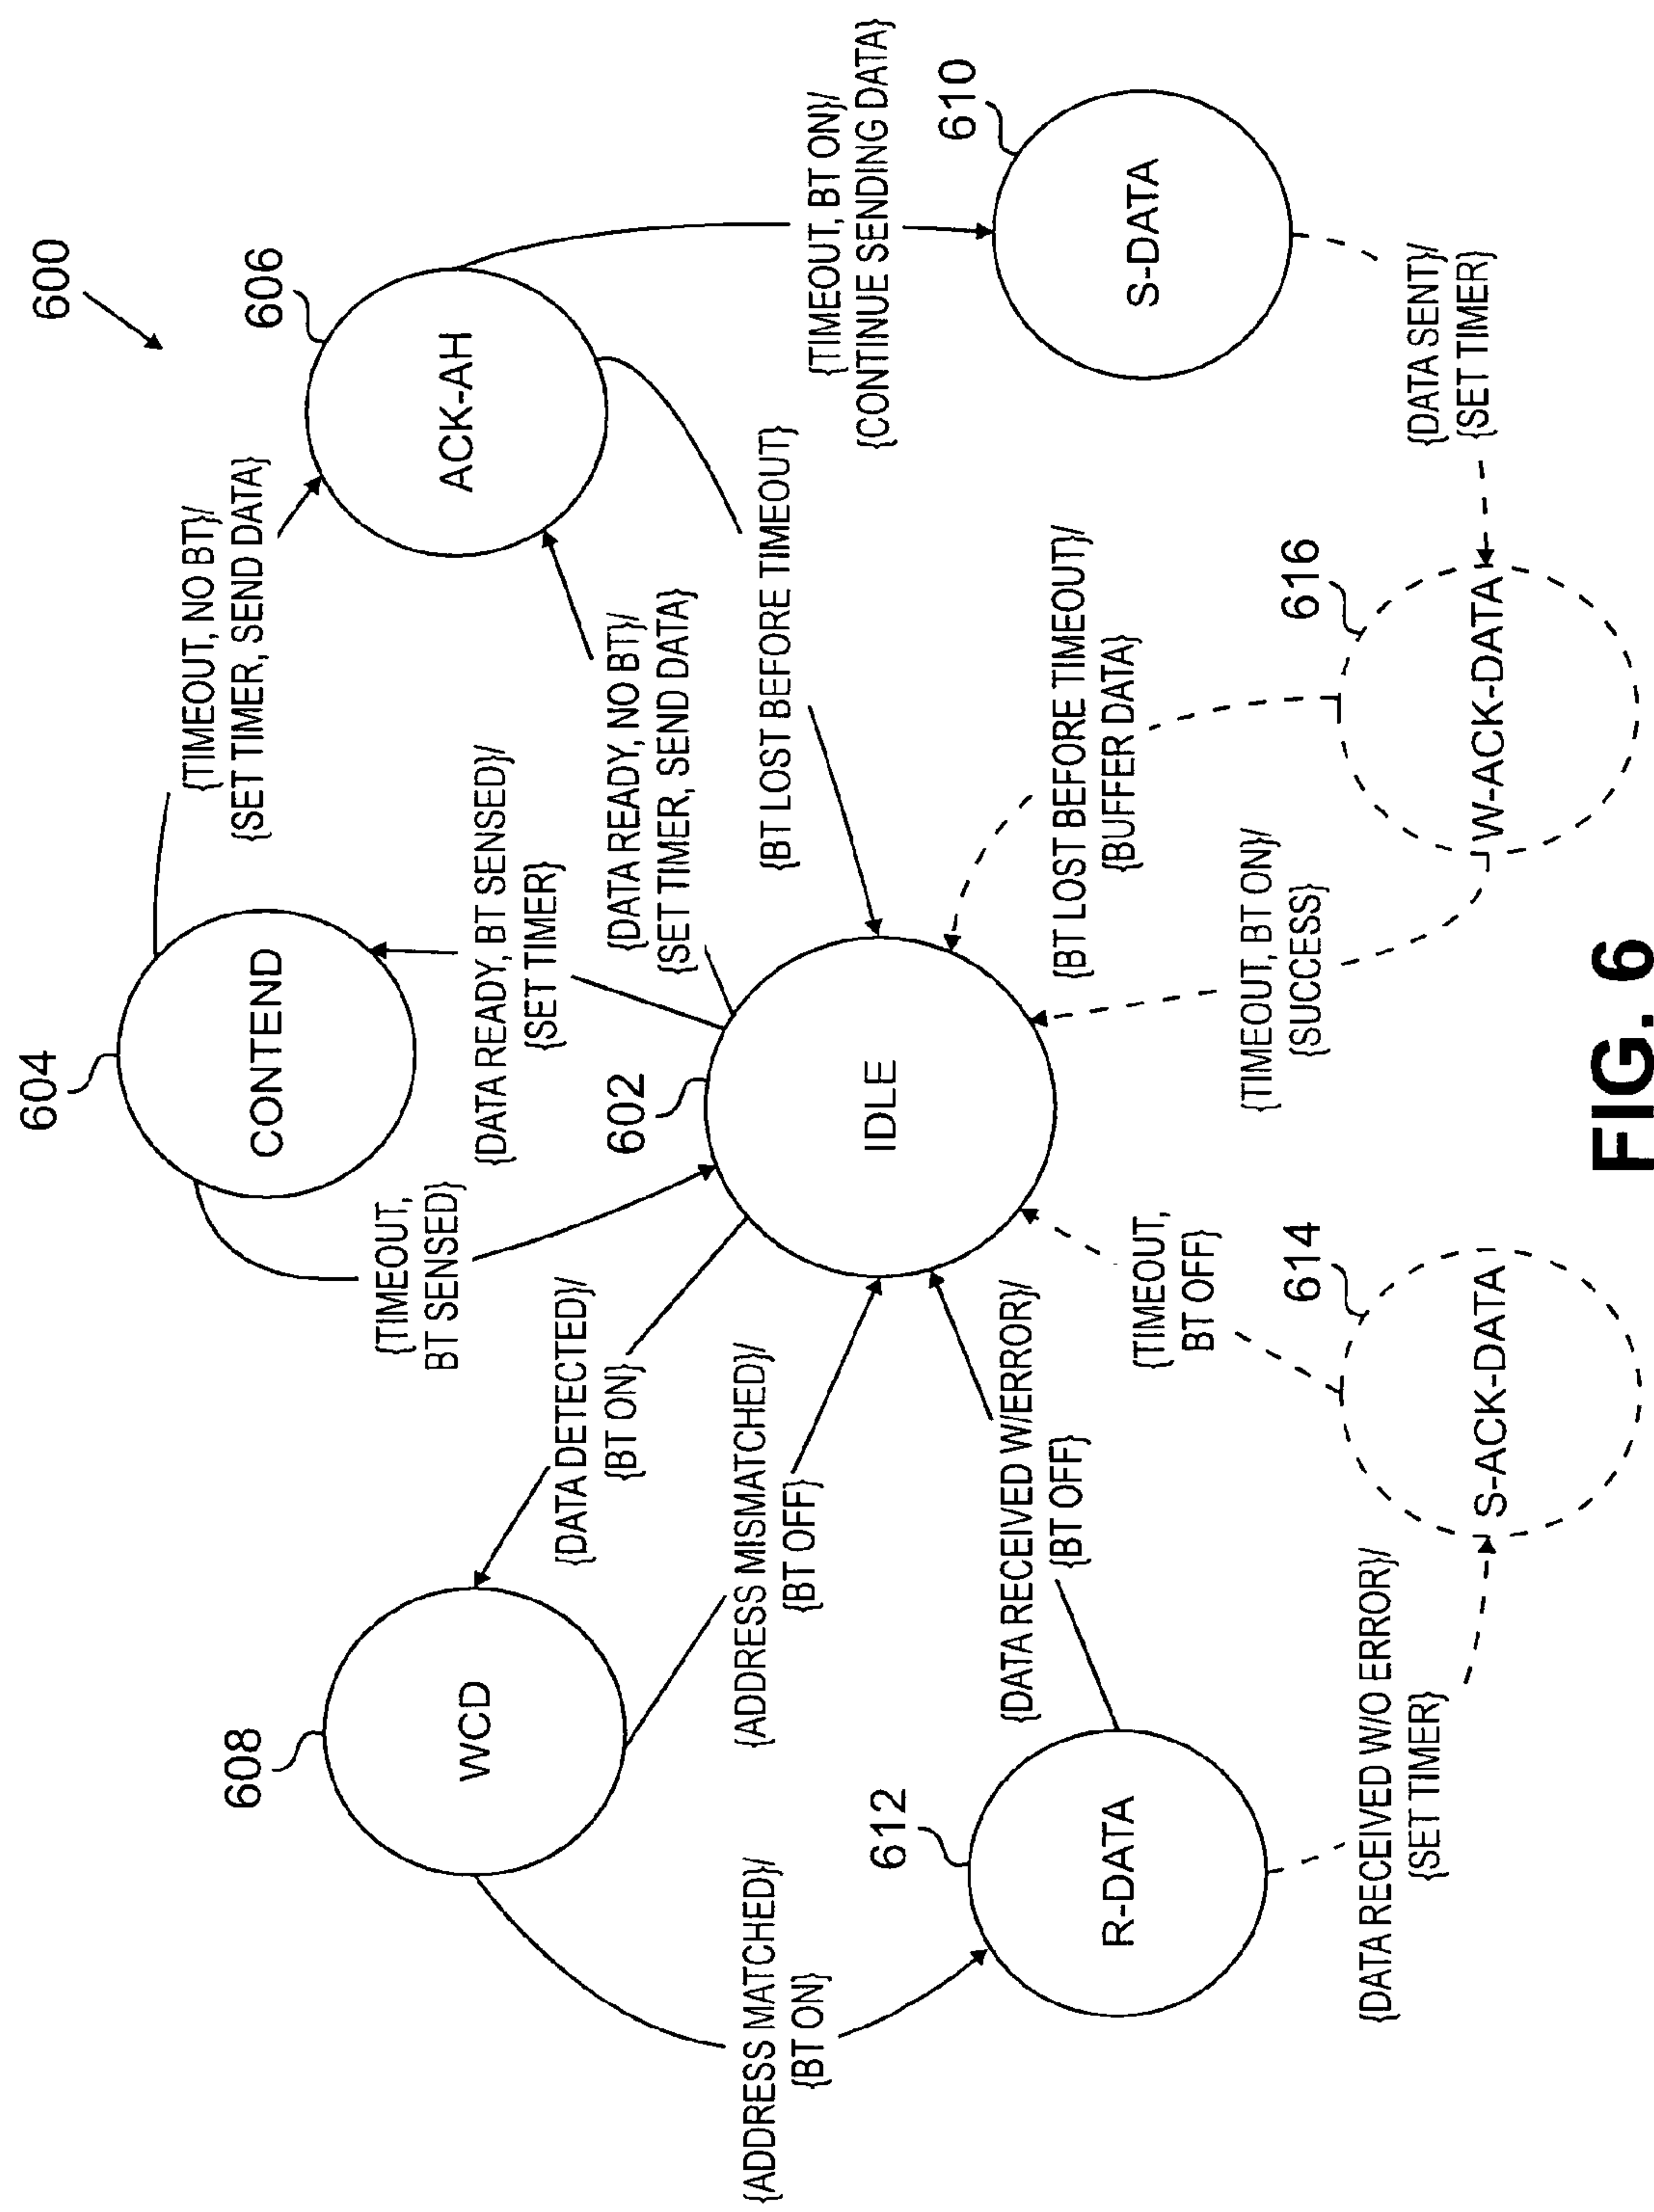 600
604
CONTEND
606
ACK-AH
608
WCD
602
IDLE
610
S-DATA
612
R-DATA
614
S-ACK-DATA
616
W-ACK-DATA
{TIMEOUT, NO BT}/
{SET TIMER, SEND DATA}
{TIMEOUT,
BT SENSED}
{DATA READY, BT SENSED}/
{SET TIMER}
{DATA READY, NO BT}/
{SET TIMER, SEND DATA}
{BT LOST BEFORE TIMEOUT}
{TIMEOUT, BT ON}/
{CONTINUE SENDING DATA}
{DATA DETECTED}/
{BT ON}
{ADDRESS MISMATCHED}/
{BT OFF}
{ADDRESS MATCHED}/
{BT ON}
{DATA RECEIVED W/ERROR}/
{BT OFF}
{TIMEOUT,
BT OFF}
{DATA RECEIVED W/O ERROR}/
{SET TIMER}
{BT LOST BEFORE TIMEOUT}/
{BUFFER DATA}
{TIMEOUT, BT ON}/
{SUCCESS}
{DATA SENT}/
{SET TIMER}
FIG. 6